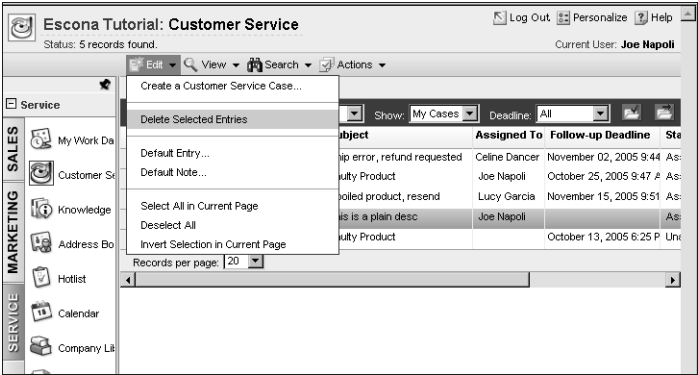 Escona Tutorial: Customer Service
Log Out Personalize ? Help
Status: 5 records found.
Current User: Joe Napoli
Edit View Search Actions
Create a Customer Service Case...
Delete Selected Entries
Default Entry...
Default Note...
Select All in Current Page
Deselect All
Invert Selection in Current Page
Service
SALES
MARKETING
SERVICE
My Work Da
Customer Se
Knowledge
Address Bo
Hotlist
Calendar
Company Lib
Show: My Cases Deadline: All
ubject Assigned To Follow-up Deadline Sta
ip error, refund requested Celine Dancer November 02, 2005 9:44 As
ulty Product Joe Napoli October 25, 2005 9:47 A As
poiled product, resend Lucy Garcia November 15, 2005 9:51 As
is is a plain desc Joe Napoli As
ulty Product October 13, 2005 6:25 P Una
Records per page: 20